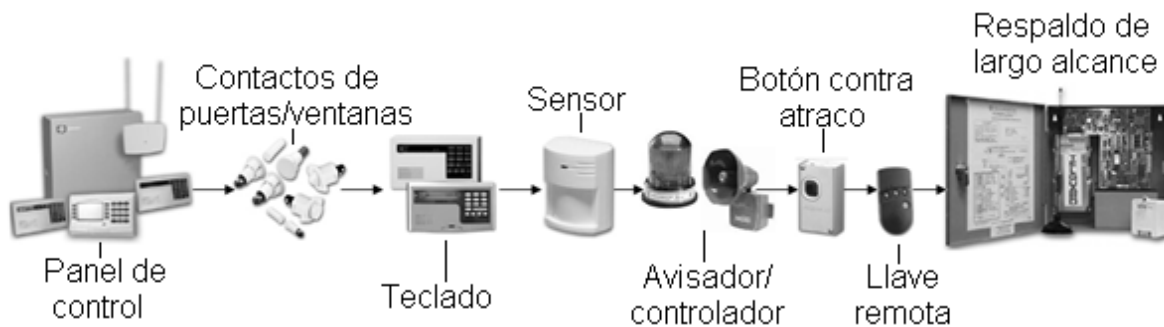 Contactos de
puertas/ventanas
Sensor
Botón contra
atraco
Respaldo de
largo alcance
Panel de
control
Teclado
Avisador/
controlador
Llave
remota